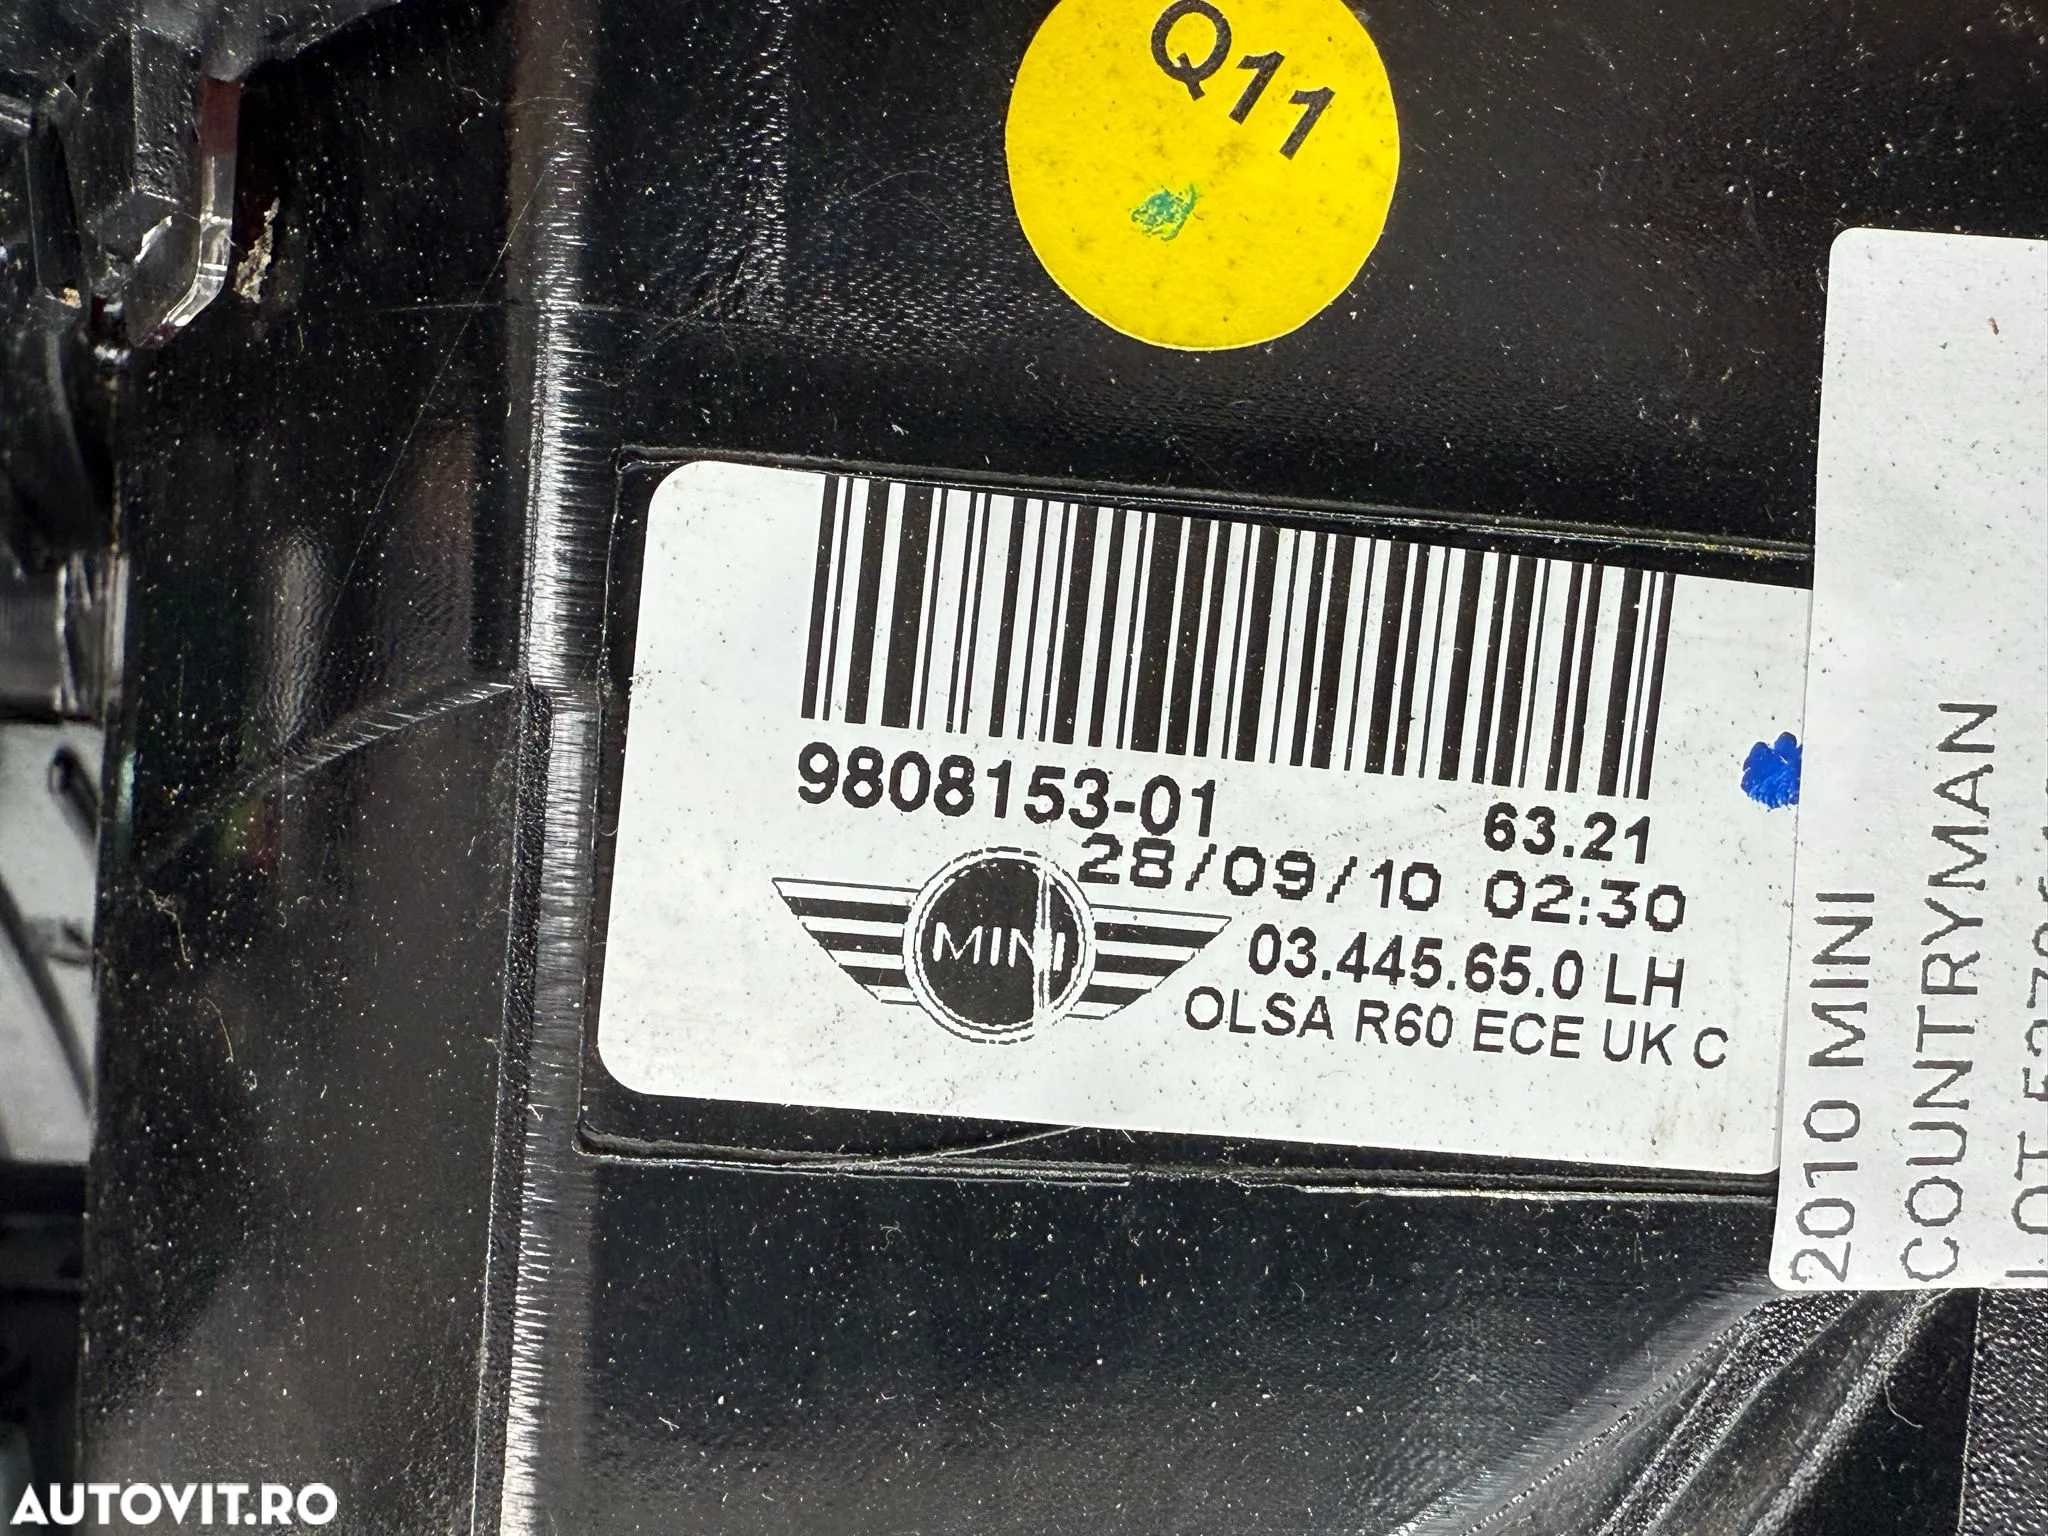 Q11
9808153-01
63.21
28/09/10 02:30
MINI
03.445.65.0 LH
OLSA R60 ECE UK C
2010 MINI
COUNTRYMAN
LOT
AUTOVIT.RO